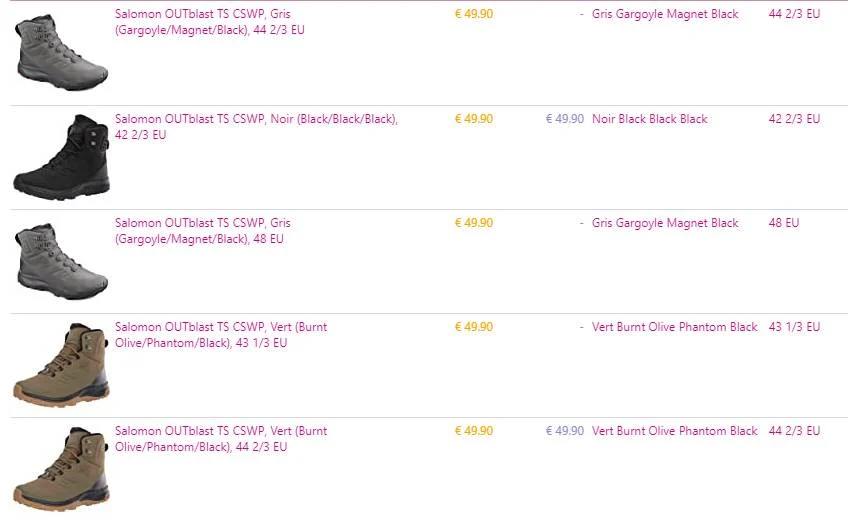 Salomon OUTblast TS CSWP, Gris € 49.90 - Gris Gargoyle Magnet Black 44 2/3 EU
(Gargoyle/Magnet/Black), 44 2/3 EU
Salomon OUTblast TS CSWP, Noir (Black/Black/Black), € 49.90 € 49.90 Noir Black Black Black 42 2/3 EU
42 2/3 EU
Salomon OUTblast TS CSWP, Gris € 49.90 - Gris Gargoyle Magnet Black 48 EU
(Gargoyle/Magnet/Black), 48 EU
Salomon OUTblast TS CSWP, Vert (Burnt € 49.90 - Vert Burnt Olive Phantom Black 43 1/3 EU
Olive/Phantom/Black), 43 1/3 EU
Salomon OUTblast TS CSWP, Vert (Burnt € 49.90 € 49.90 Vert Burnt Olive Phantom Black 44 2/3 EU
Olive/Phantom/Black), 44 2/3 EU